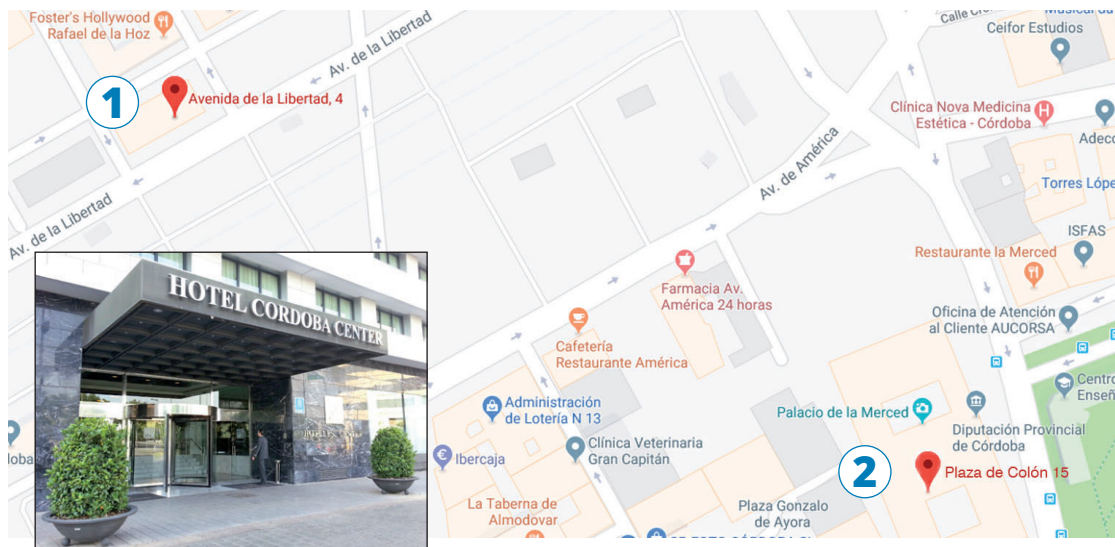 Foster's Hollywood
Rafael de la Hoz
1
Avenida de la Libertad, 4
Av. de la Libertad
Av. de la Libertad
Calle
Ceifor Estudios
Clínica Nova Medicina
Estética - Córdoba
Torres Lópe
Av. de América
ISFAS
Restaurante la Merced
Farmacia Av.
América 24 horas
Oficina de Atención
al Cliente AUCORSA
Cafetería
Restaurante América
HOTEL CORDOBA CENTER
Administración
de Lotería N 13
Palacio de la Merced
Diputación Provincial
de Córdoba
Clínica Veterinaria
Gran Capitán
€ Ibercaja
2
Plaza de Colón 15
La Taberna de
Almodovar
Plaza Gonzalo
de Ayora